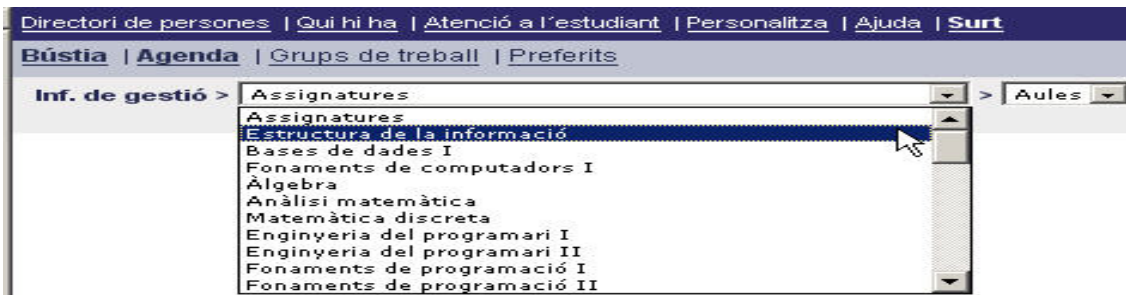 Directori de persones | Qui hi ha | Atenció a l´estudiant | Personalitza | Ajuda | Surt
Bústia | Agenda | Grups de treball | Preferits
Inf. de gestió > Assignatures > Aules
Assignatures
Estructura de la informació
Bases de dades I
Fonaments de computadors I
Àlgebra
Anàlisi matemàtica
Matemàtica discreta
Enginyeria del programari I
Enginyeria del programari II
Fonaments de programació I
Fonaments de programació II